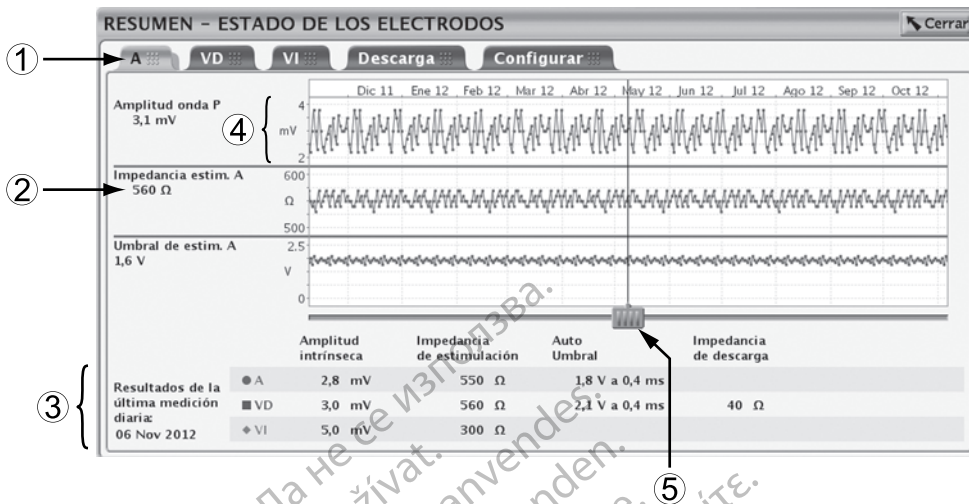 RESUMEN – ESTADO DE LOS ELECTRODOS
Cerrar
① A VD VI Descarga Configurar
Dic 11 Ene 12 Feb 12 Mar 12 Abr 12 May 12 Jun 12 Jul 12 Ago 12 Sep 12 Oct 12
Amplitud onda P
3,1 mV
④
4
mV
2
②
Impedancia estim. A
560 Ω
600
Ω
500
Umbral de estim. A
1,6 V
2.5
V
0
Amplitud intrínseca
Impedancia de estimulación
Auto Umbral
Impedancia de descarga
③
Resultados de la
última medición
diaria:
06 Nov 2012
A 2,8 mV 550 Ω 1,8 V a 0,4 ms
VD 3,0 mV 560 Ω 2,1 V a 0,4 ms 40 Ω
VI 5,0 mV 300 Ω
⑤
Да не се използва.